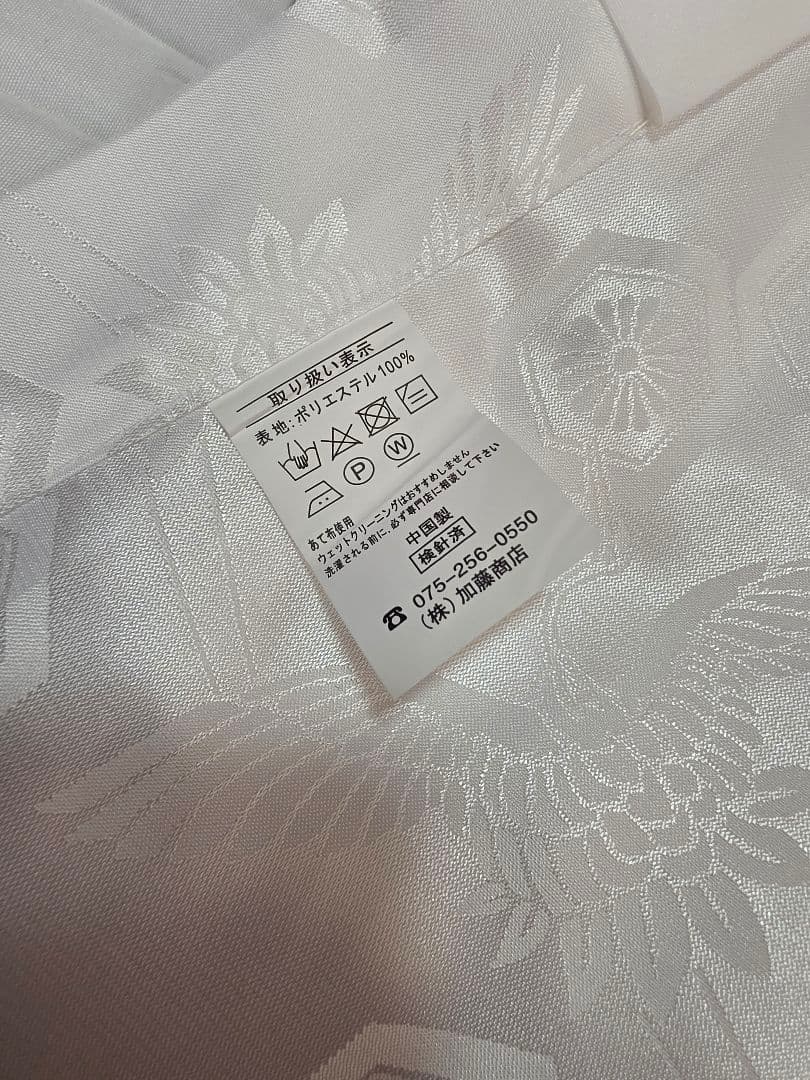 取り扱い表示
表地:ポリエステル100%
P W
あて布使用
ウェットクリーニングはおすすめしません
洗濯される前に、必ず専門店に相談して下さい
中国製
検針済
☎ 075-256-0550
(株)加藤商店